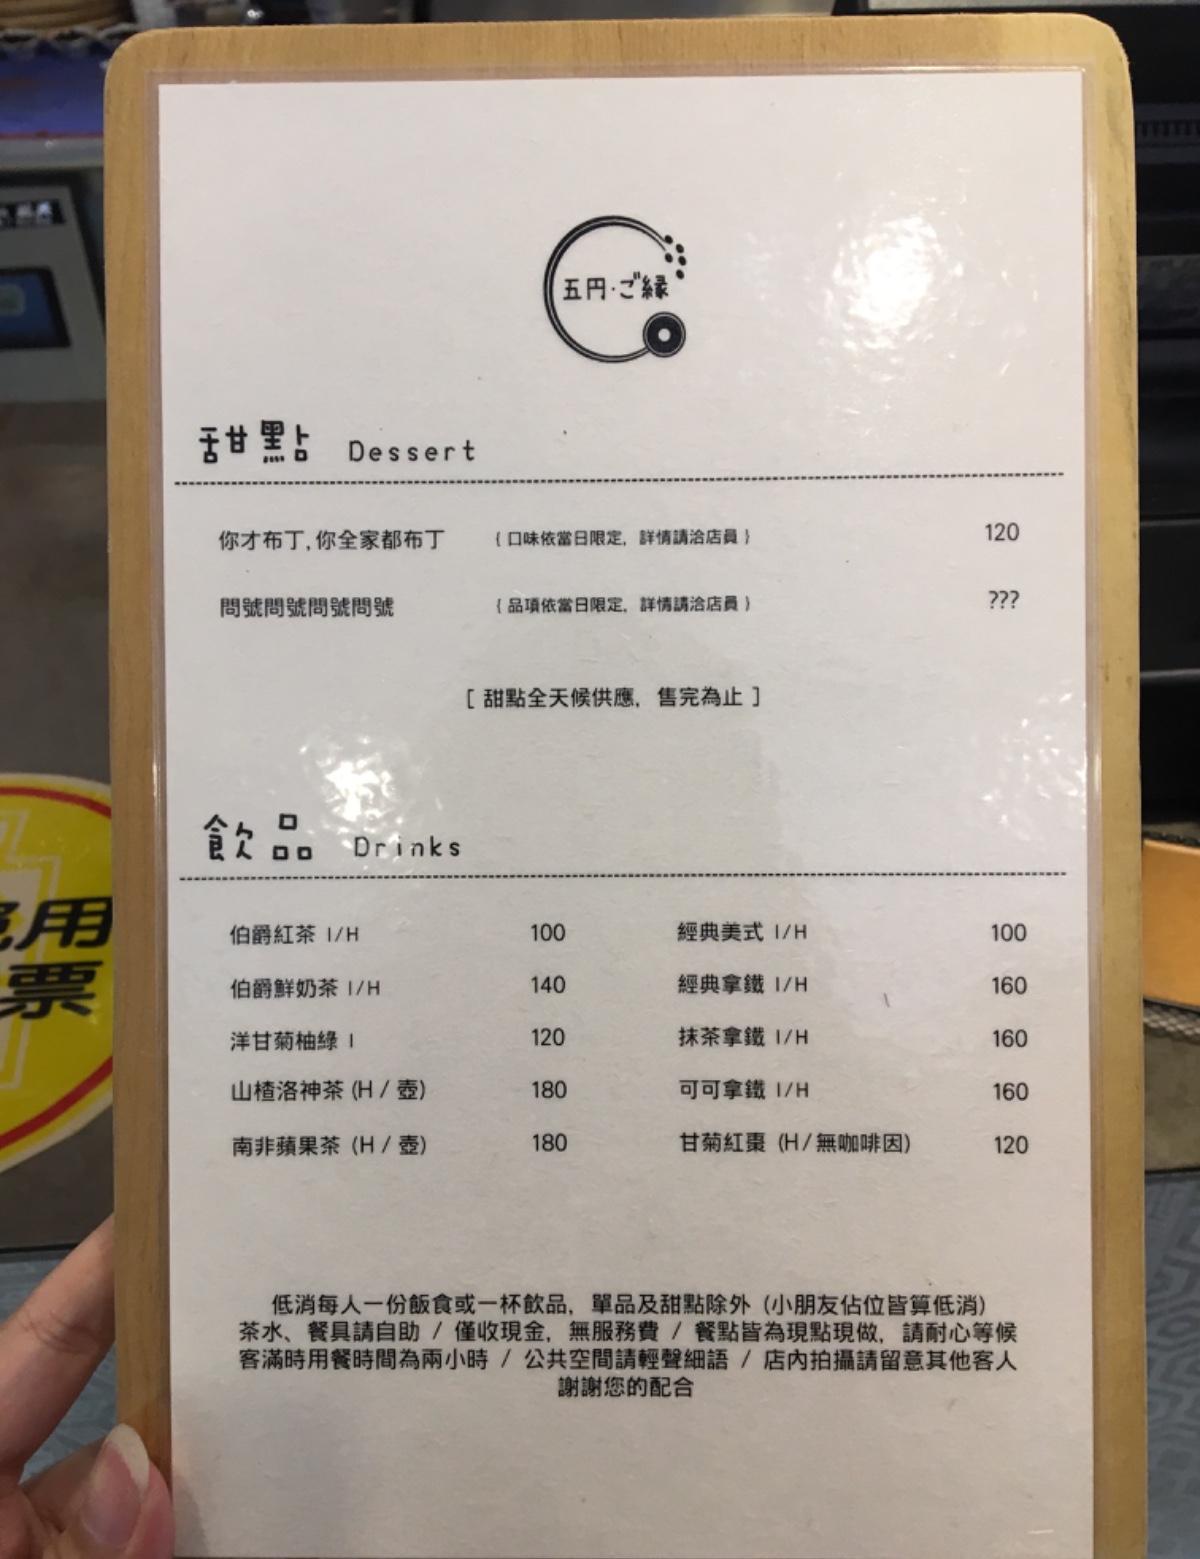 五円·ご縁
甜點 Dessert
你才布丁,你全家都布丁 { 口味依當日限定, 詳情請洽店員 } 120
問號問號問號問號 { 品項依當日限定, 詳情請洽店員 } ???
[ 甜點全天候供應, 售完為止 ]
飲品 Drinks
伯爵紅茶 I/H 100 經典美式 I/H 100
伯爵鮮奶茶 I/H 140 經典拿鐵 I/H 160
洋甘菊柚綠 I 120 抹茶拿鐵 I/H 160
山楂洛神茶 (H / 壺) 180 可可拿鐵 I/H 160
南非蘋果茶 (H / 壺) 180 甘菊紅棗 (H/無咖啡因) 120
低消每人一份飯食或一杯飲品, 單品及甜點除外 (小朋友佔位皆算低消)
茶水、餐具請自助 / 僅收現金, 無服務費 / 餐點皆為現點現做, 請耐心等候
客滿時用餐時間為兩小時 / 公共空間請輕聲細語 / 店內拍攝請留意其他客人
謝謝您的配合
用
票